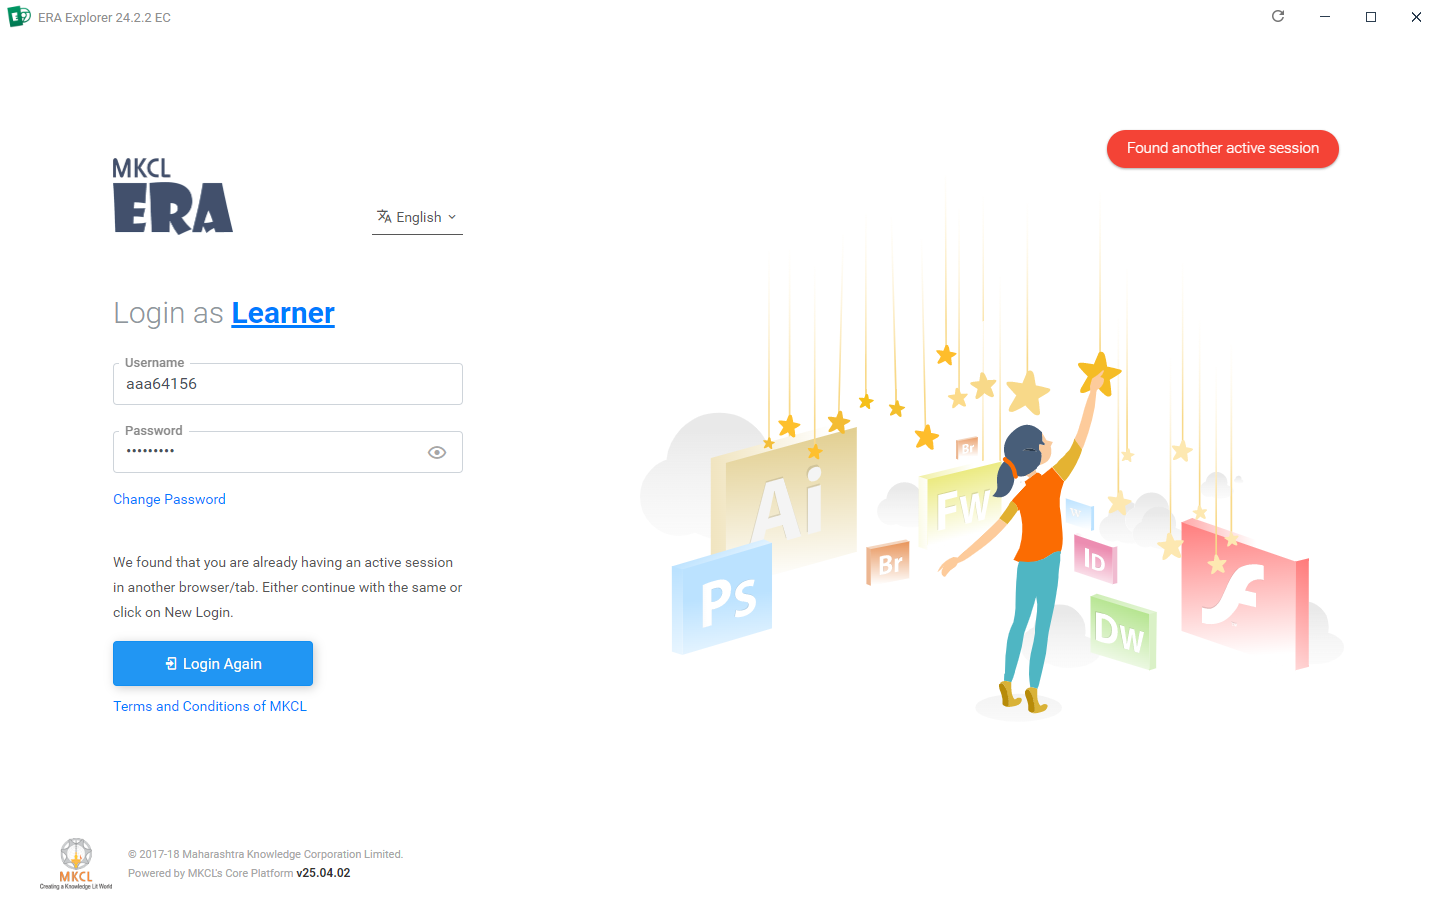 ERA Explorer 24.2.2 EC
Found another active session
MKCL
ERA
English
Login as Learner
Username
aaa64156
Password
•••••••••
Change Password
We found that you are already having an active session
in another browser/tab. Either continue with the same or
click on New Login.
Login Again
Terms and Conditions of MKCL
Br
Ai
Fw
W
Br
ID
Ps
Dw
f
MKCL
Creating a Knowledge Lit World
© 2017-18 Maharashtra Knowledge Corporation Limited.
Powered by MKCL's Core Platform v25.04.02